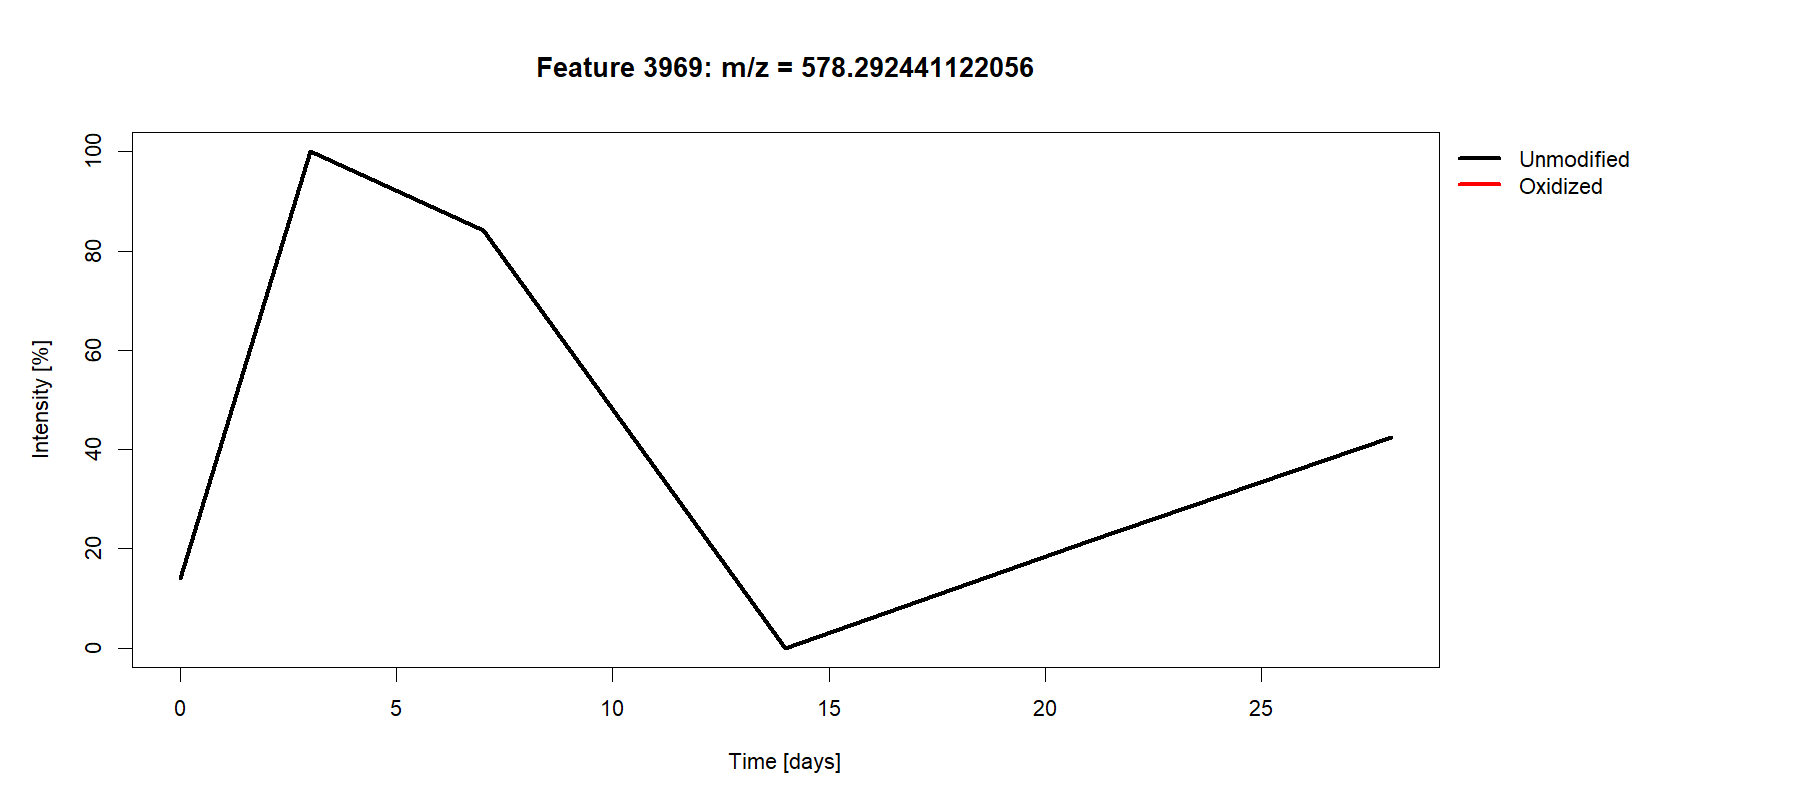 Feature 3969: m/z = 578.292441122056
Unmodified
Oxidized
Intensity [%]
100
80
60
40
20
0
0 5 10 15 20 25
Time [days]